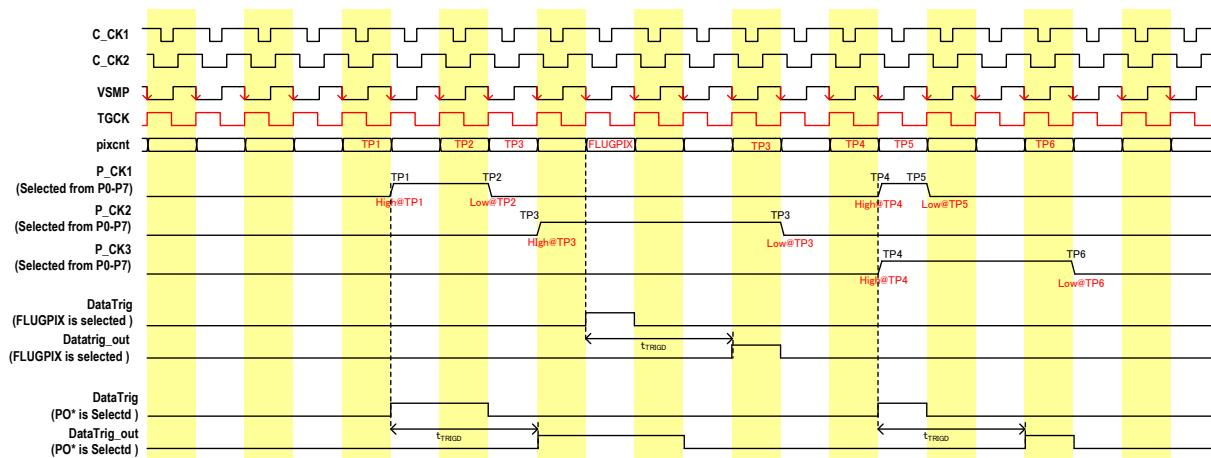 C_CK1
C_CK2
VSMP
TGCK
pixcnt TP1 TP2 TP3 FLUGPIX TP3 TP4 TP5 TP6
P_CK1
(Selected from P0-P7)
TP1 TP2 TP4 TP5
High@TP1 Low@TP2 High@TP4 Low@TP5
P_CK2
(Selected from P0-P7)
TP3 TP3
HIgh@TP3 Low@TP3
P_CK3
(Selected from P0-P7)
TP4 TP6
High@TP4 Low@TP6
DataTrig
(FLUGPIX is selected )
Datatrig_out
(FLUGPIX is selected )
tTRIGD
DataTrig
(PO* is Selectd )
DataTrig_out
(PO* is Selectd )
tTRIGD tTRIGD